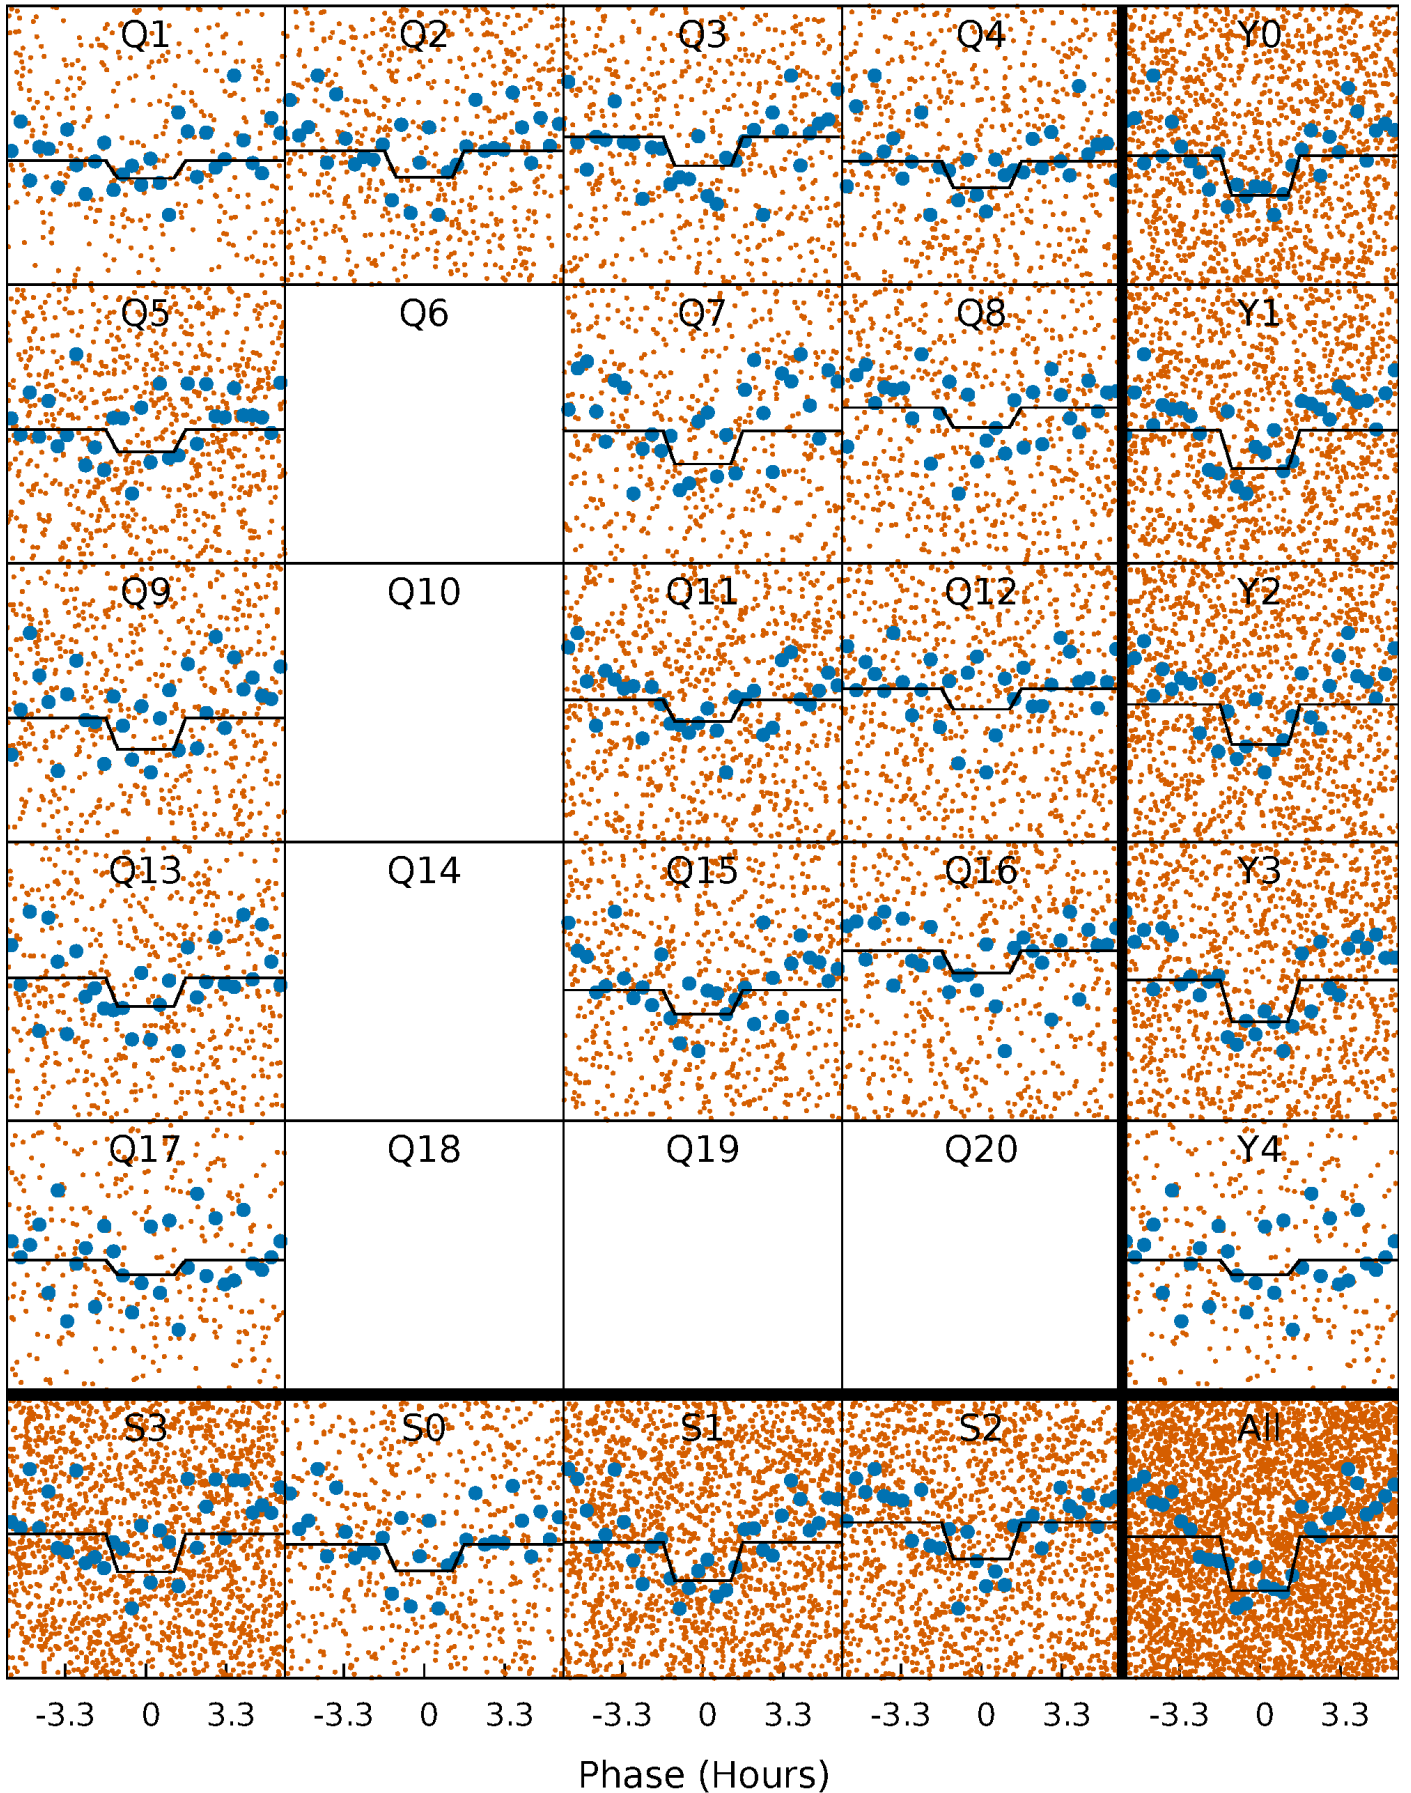 Q1 Q2 Q3 Q4 Y0
Q5 Q6 Q7 Q8 Y1
Q9 Q10 Q11 Q12 Y2
Q13 Q14 Q15 Q16 Y3
Q17 Q18 Q19 Q20 Y4
S3 S0 S1 S2 All
-3.3 0 3.3 -3.3 0 3.3 -3.3 0 3.3 -3.3 0 3.3 -3.3 0 3.3
Phase (Hours)